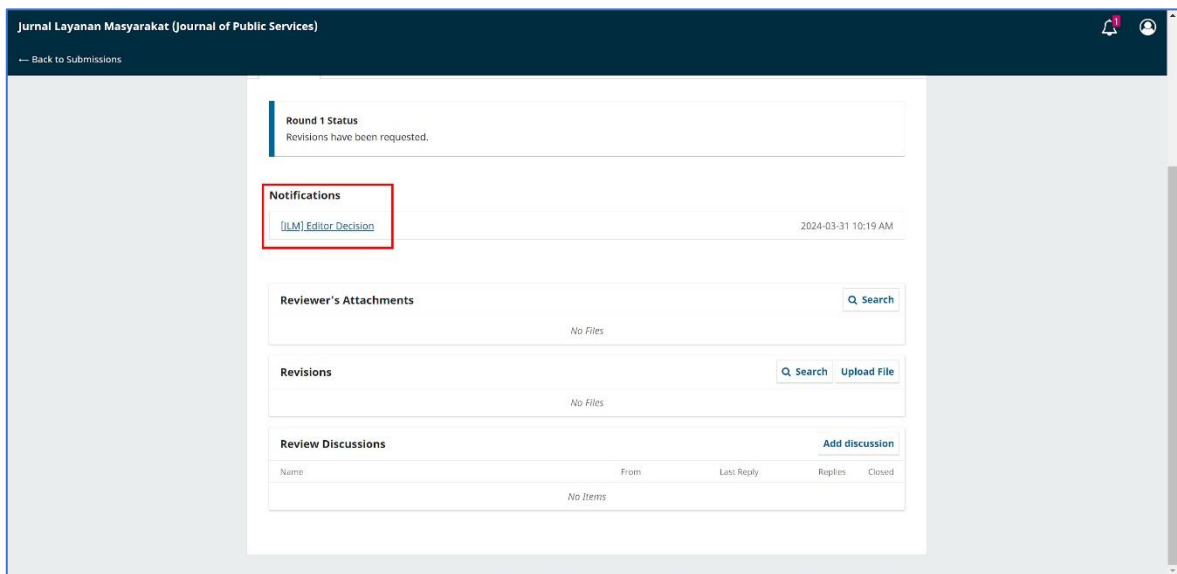 Jurnal Layanan Masyarakat (Journal of Public Services)
1
← Back to Submissions
Round 1 Status
Revisions have been requested.
Notifications
[JLM] Editor Decision 2024-03-31 10:19 AM
Reviewer's Attachments Search
No Files
Revisions Search Upload File
No Files
Review Discussions Add discussion
Name From Last Reply Replies Closed
No Items